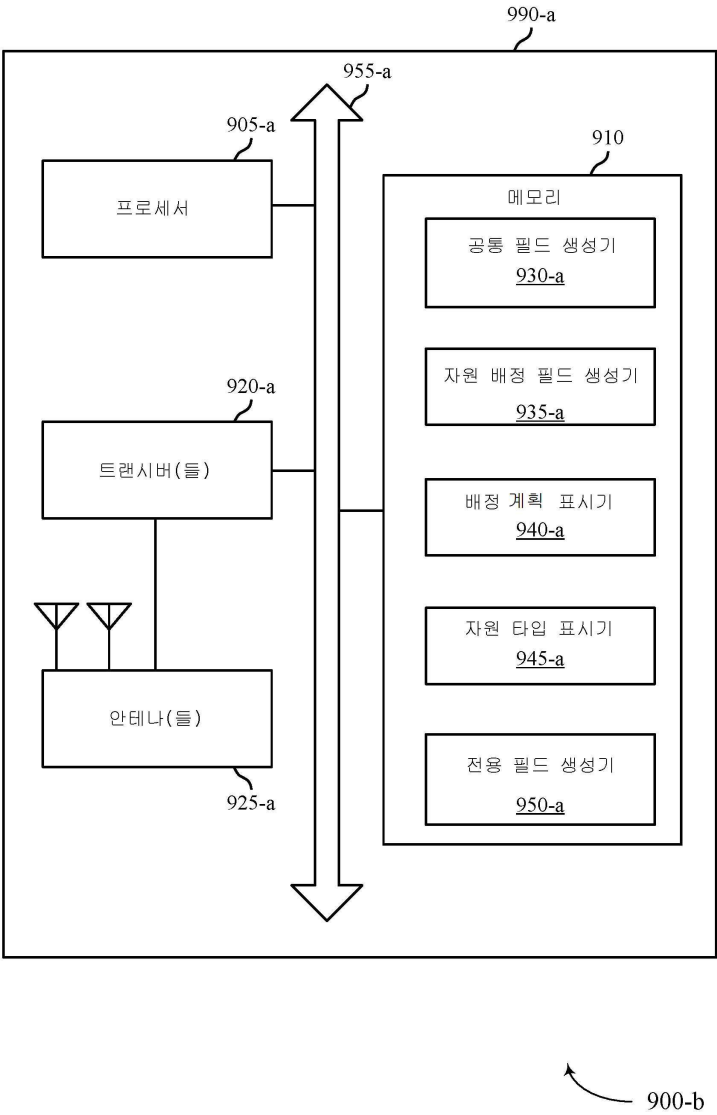 990-a
955-a
905-a
프로세서
910
메모리
공통 필드 생성기
930-a
자원 배정 필드 생성기
935-a
920-a
트랜시버(들)
배정 계획 표시기
940-a
자원 타입 표시기
945-a
안테나(들)
925-a
전용 필드 생성기
950-a
900-b